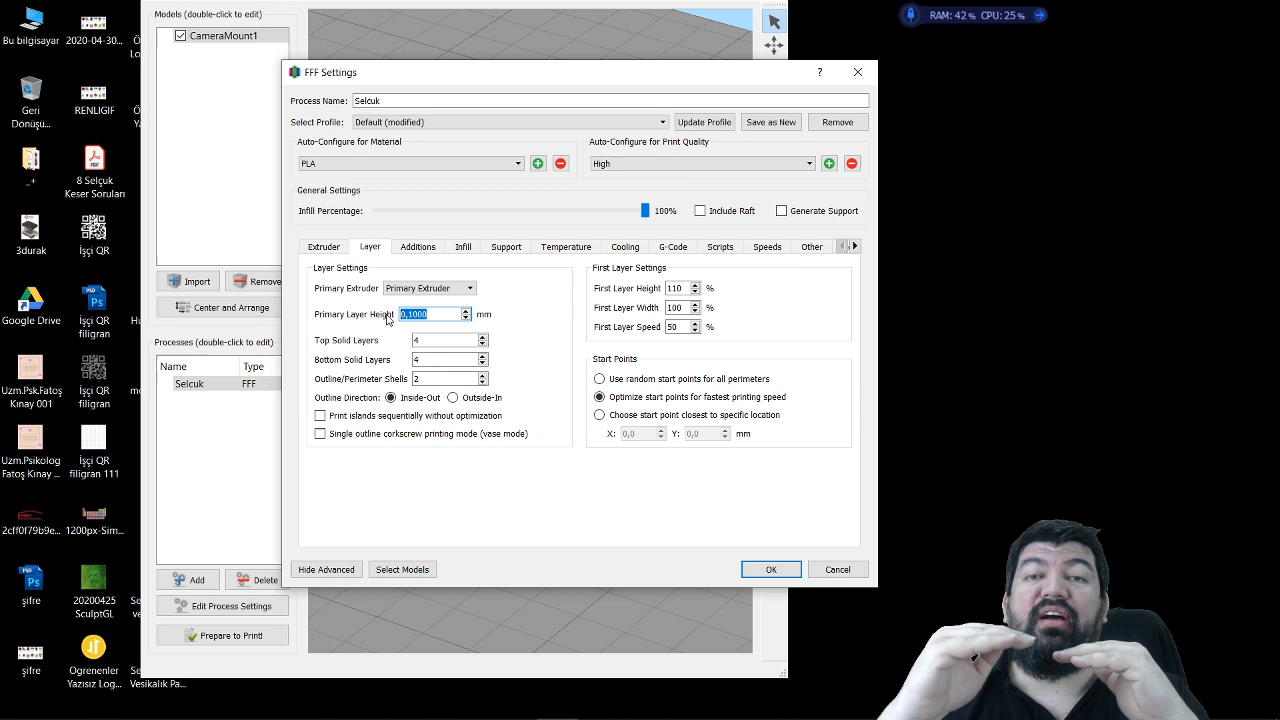 Models (double-click to edit)
CameraMount1
RAM: 42% CPU: 25%
Bu bilgisayar
2020-04-30...
Geri
Dönüşü...
RENLIGIF
_+
8 Selçuk
Keser Soruları
3durak
İşçi QR
Google Drive
İşçi QR
filigran
Uzm.Psk.Fatoş
Kınay 001
İşçi QR
filigran
Uzm.Psikolog
Fatoş Kınay ...
İşçi QR
filigran 111
2cff0f79b9e...
1200px-Sim...
şifre
20200425
SculptGL
şifre
Ogrenenler
Yazısız Log...
Vesikalık Pa...
Import
Remove
Center and Arrange
Processes (double-click to edit)
Name
Type
Selcuk
FFF
Add
Delete
Edit Process Settings
Prepare to Print!
FFF Settings
?
Process Name:
Selcuk
Select Profile:
Default (modified)
Update Profile
Save as New
Remove
Auto-Configure for Material
Auto-Configure for Print Quality
PLA
High
General Settings
Infill Percentage:
100%
Include Raft
Generate Support
Extruder
Layer
Additions
Infill
Support
Temperature
Cooling
G-Code
Scripts
Speeds
Other
Layer Settings
Primary Extruder
Primary Extruder
Primary Layer Height
0,1000
mm
Top Solid Layers
4
Bottom Solid Layers
4
Outline/Perimeter Shells
2
Outline Direction:
Inside-Out
Outside-In
Print islands sequentially without optimization
Single outline corkscrew printing mode (vase mode)
First Layer Settings
First Layer Height
110
%
First Layer Width
100
%
First Layer Speed
50
%
Start Points
Use random start points for all perimeters
Optimize start points for fastest printing speed
Choose start point closest to specific location
X:
0,0
Y:
0,0
mm
Hide Advanced
Select Models
OK
Cancel